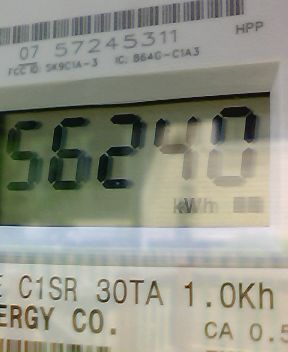 HPP
07 57245311
FCC ID: SK9C1A-3 IC: 864G-C1A3
56240
kWh
E C1SR 30TA 1.0Kh
ERGY CO.
CA 0.5